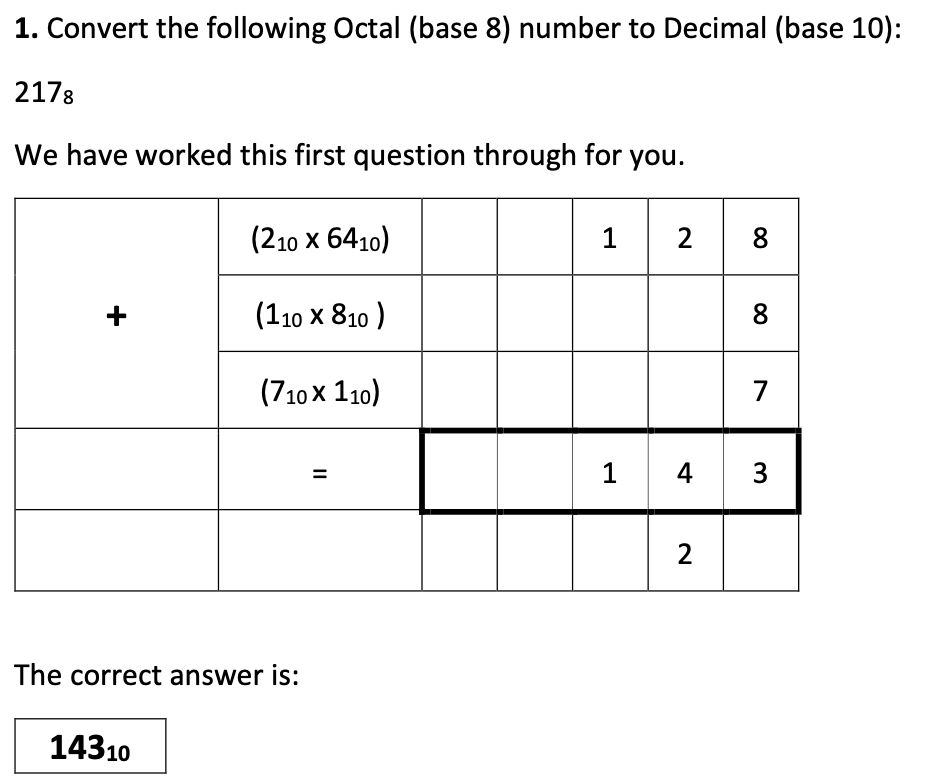 1. Convert the following Octal (base 8) number to Decimal (base 10):
217₈
We have worked this first question through for you.
(2₁₀ x 64₁₀) 1 2 8
+ (1₁₀ x 8₁₀ ) 8
(7₁₀ x 1₁₀) 7
= 1 4 3
2
The correct answer is:
143₁₀